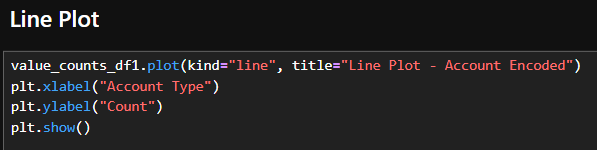 Line Plot
value_counts_df1.plot(kind="line", title="Line Plot - Account Encoded")
plt.xlabel("Account Type")
plt.ylabel("Count")
plt.show()